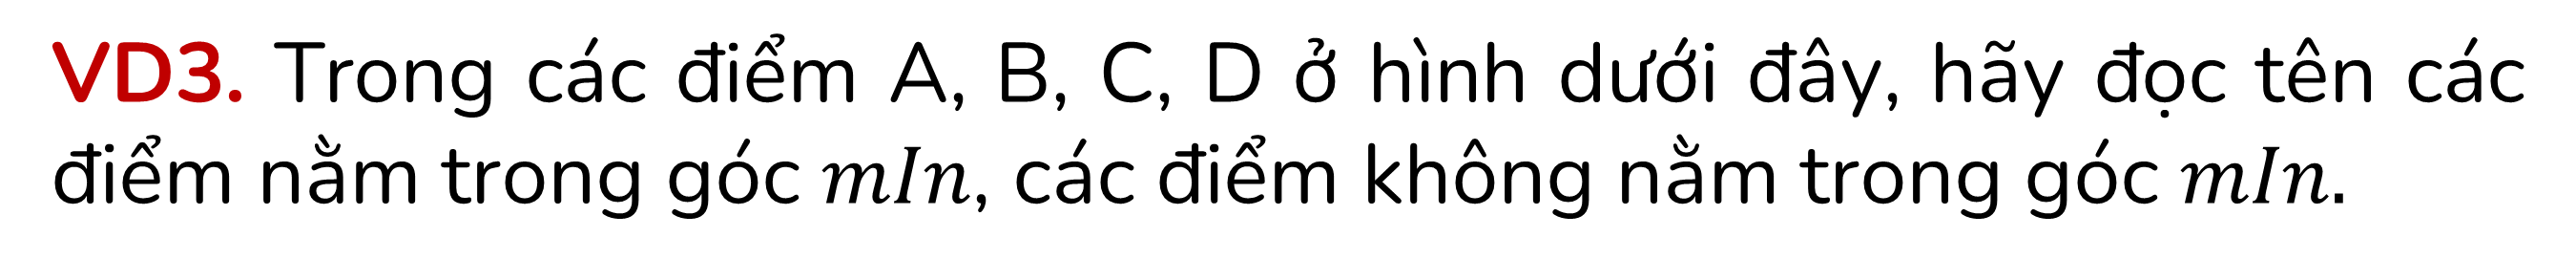 VD3. Trong các điểm A, B, C, D ở hình dưới đây, hãy đọc tên các
điểm nằm trong góc mIn, các điểm không nằm trong góc mIn.